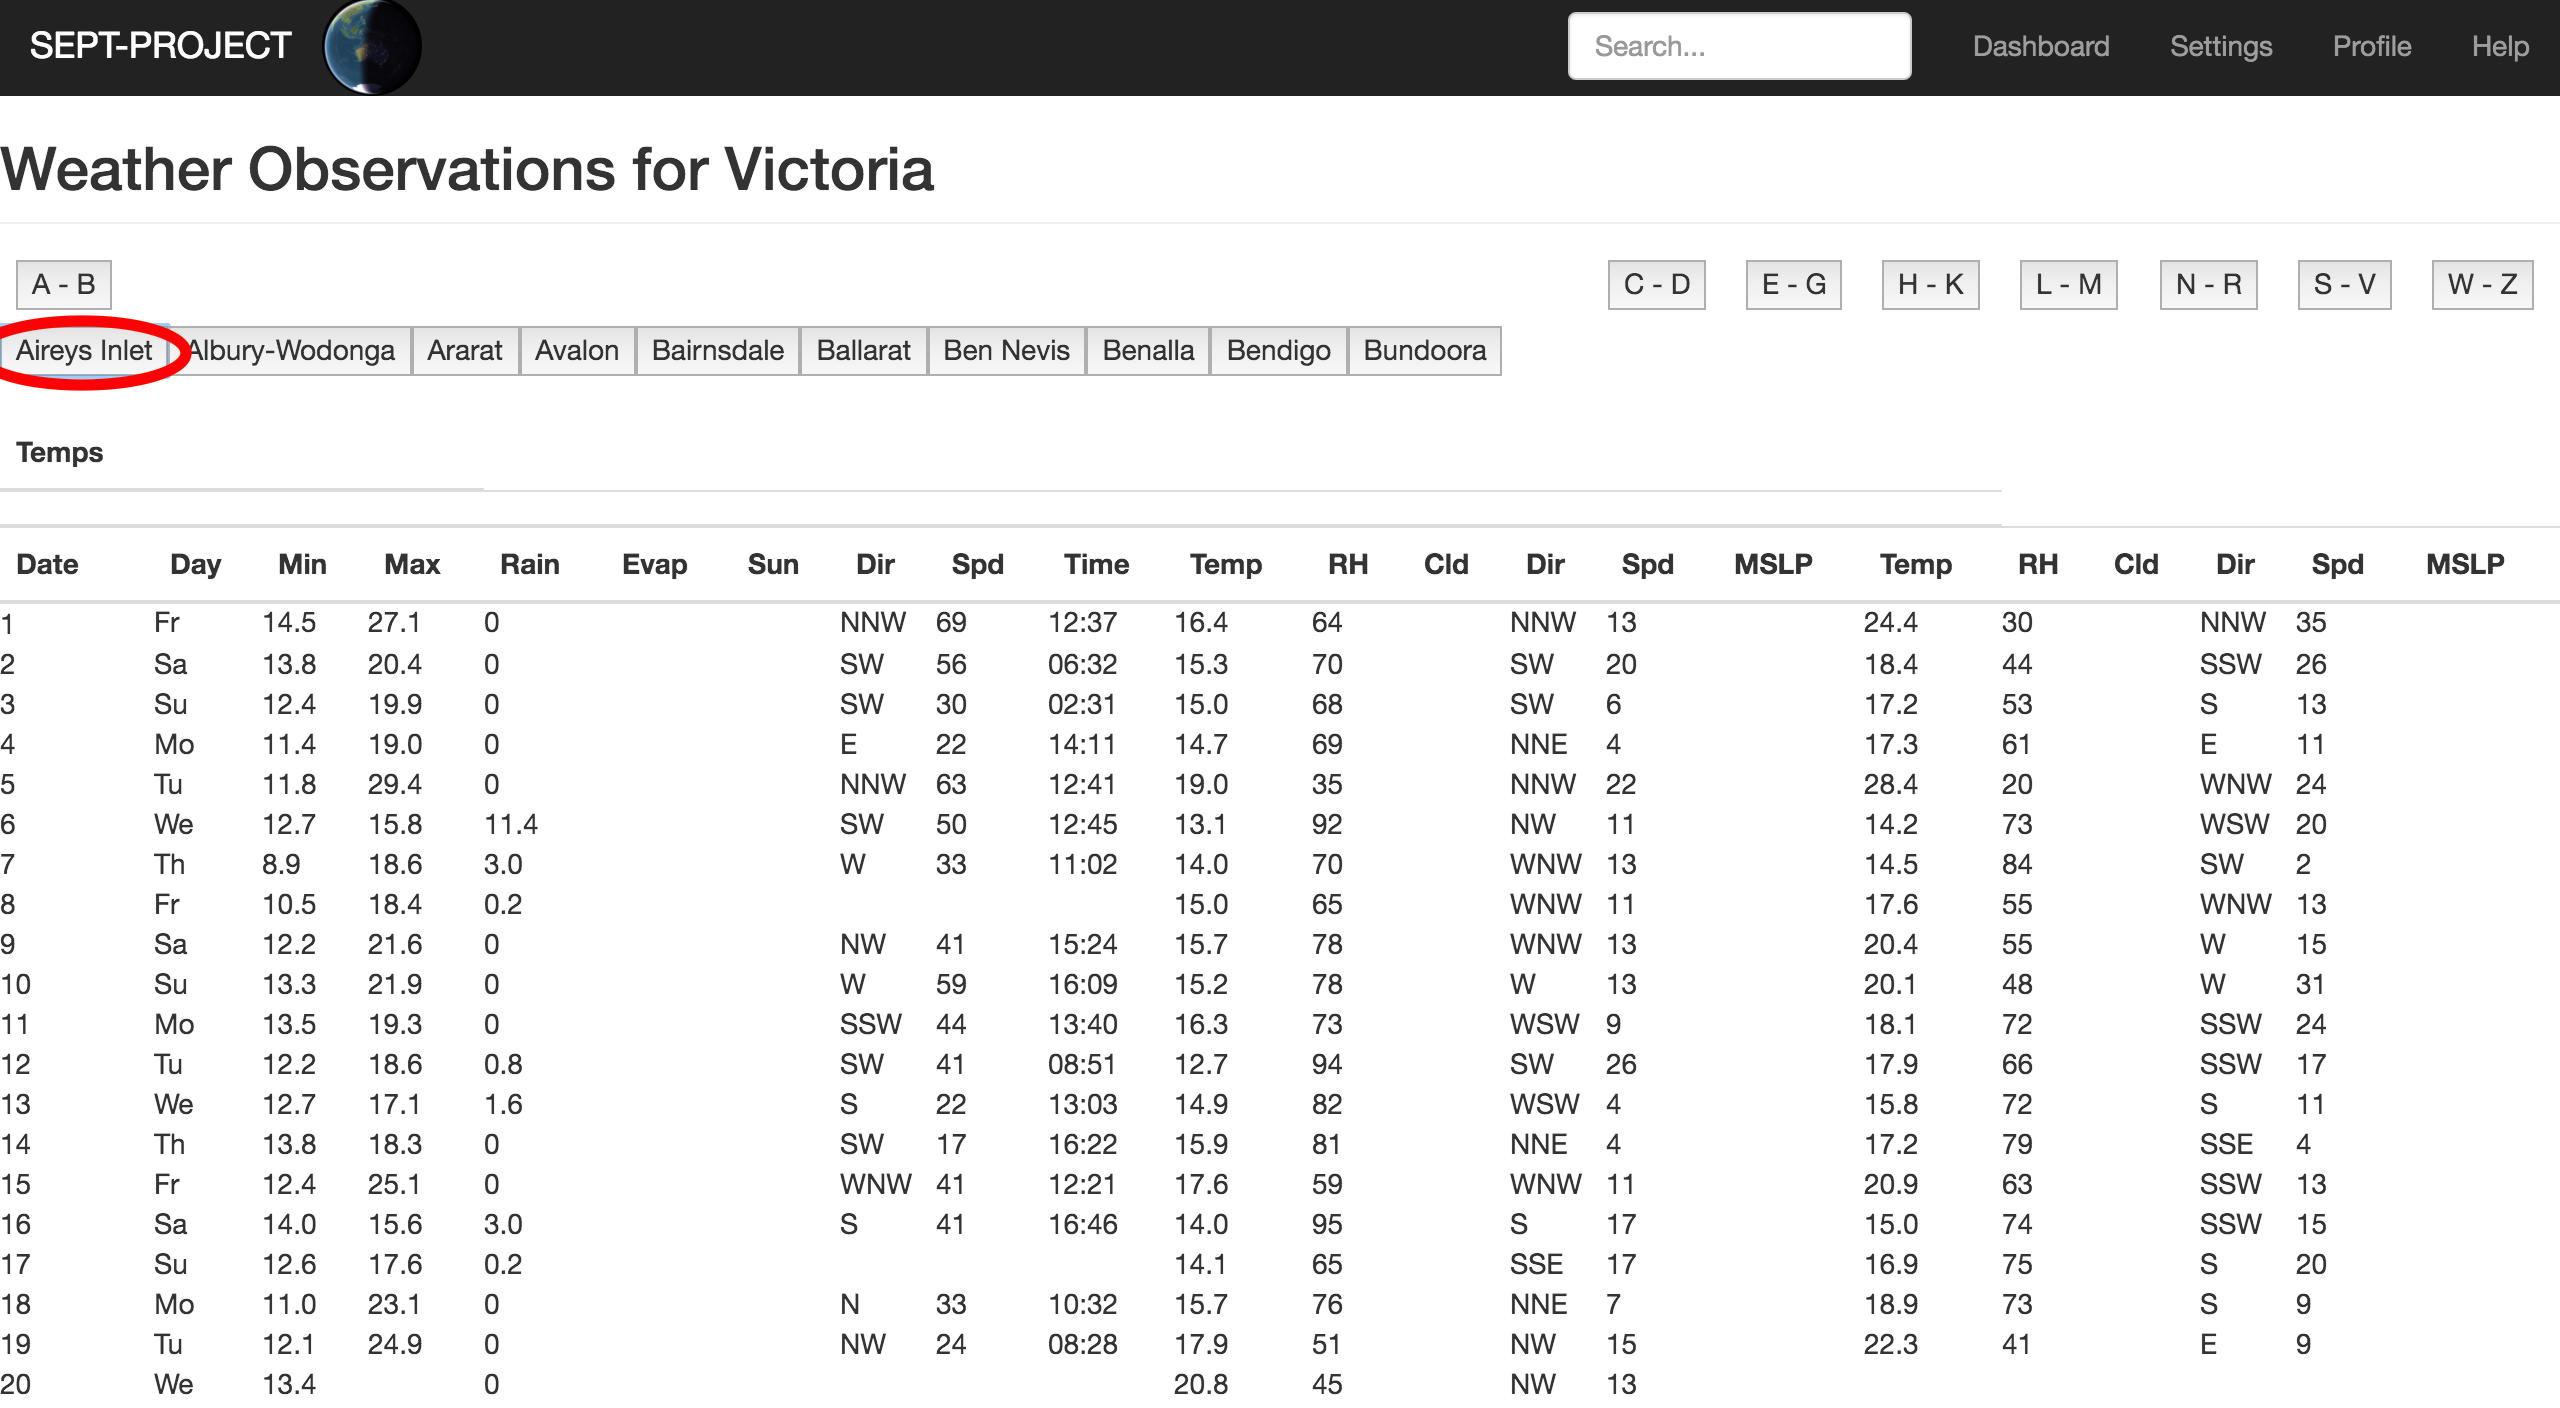 SEPT-PROJECT Search... Dashboard Settings Profile Help
Weather Observations for Victoria
A - B C - D E - G H - K L - M N - R S - V W - Z
Aireys Inlet Albury-Wodonga Ararat Avalon Bairnsdale Ballarat Ben Nevis Benalla Bendigo Bundoora
Temps
Date Day Min Max Rain Evap Sun Dir Spd Time Temp RH Cld Dir Spd MSLP Temp RH Cld Dir Spd MSLP
1 Fr 14.5 27.1 0 NNW 69 12:37 16.4 64 NNW 13 24.4 30 NNW 35
2 Sa 13.8 20.4 0 SW 56 06:32 15.3 70 SW 20 18.4 44 SSW 26
3 Su 12.4 19.9 0 SW 30 02:31 15.0 68 SW 6 17.2 53 S 13
4 Mo 11.4 19.0 0 E 22 14:11 14.7 69 NNE 4 17.3 61 E 11
5 Tu 11.8 29.4 0 NNW 63 12:41 19.0 35 NNW 22 28.4 20 WNW 24
6 We 12.7 15.8 11.4 SW 50 12:45 13.1 92 NW 11 14.2 73 WSW 20
7 Th 8.9 18.6 3.0 W 33 11:02 14.0 70 WNW 13 14.5 84 SW 2
8 Fr 10.5 18.4 0.2 15.0 65 WNW 11 17.6 55 WNW 13
9 Sa 12.2 21.6 0 NW 41 15:24 15.7 78 WNW 13 20.4 55 W 15
10 Su 13.3 21.9 0 W 59 16:09 15.2 78 W 13 20.1 48 W 31
11 Mo 13.5 19.3 0 SSW 44 13:40 16.3 73 WSW 9 18.1 72 SSW 24
12 Tu 12.2 18.6 0.8 SW 41 08:51 12.7 94 SW 26 17.9 66 SSW 17
13 We 12.7 17.1 1.6 S 22 13:03 14.9 82 WSW 4 15.8 72 S 11
14 Th 13.8 18.3 0 SW 17 16:22 15.9 81 NNE 4 17.2 79 SSE 4
15 Fr 12.4 25.1 0 WNW 41 12:21 17.6 59 WNW 11 20.9 63 SSW 13
16 Sa 14.0 15.6 3.0 S 41 16:46 14.0 95 S 17 15.0 74 SSW 15
17 Su 12.6 17.6 0.2 14.1 65 SSE 17 16.9 75 S 20
18 Mo 11.0 23.1 0 N 33 10:32 15.7 76 NNE 7 18.9 73 S 9
19 Tu 12.1 24.9 0 NW 24 08:28 17.9 51 NW 15 22.3 41 E 9
20 We 13.4 0 20.8 45 NW 13